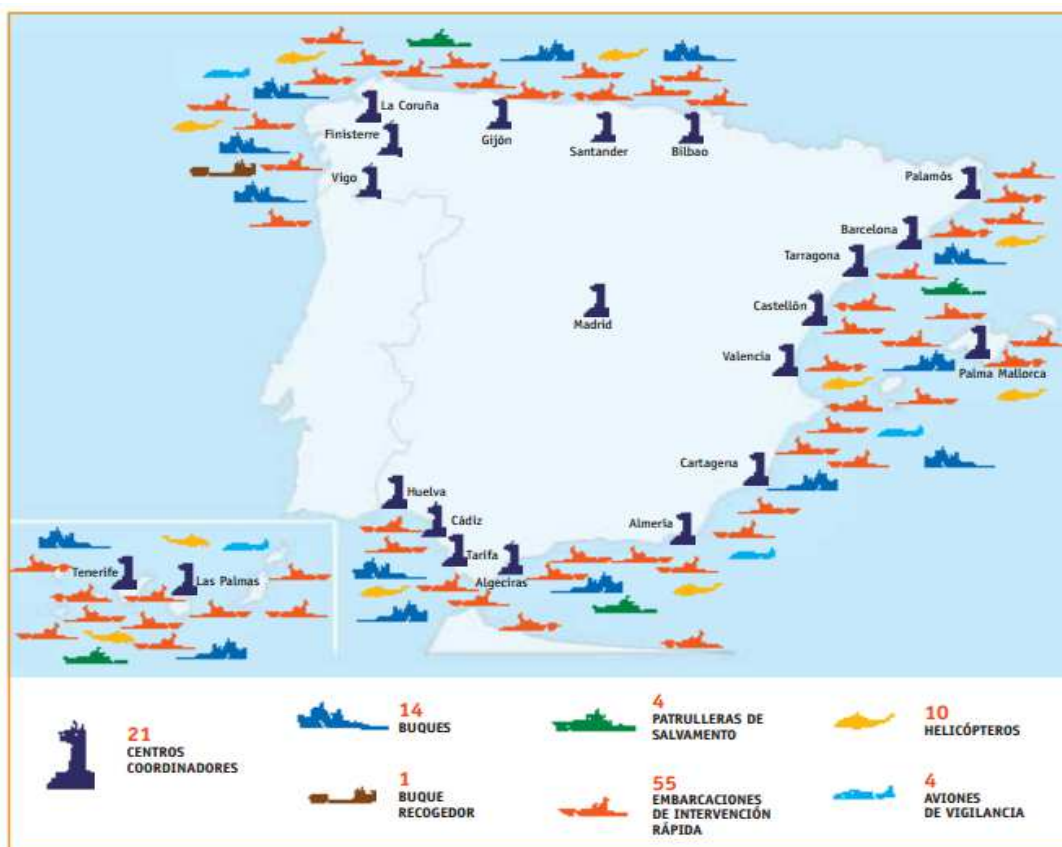 La Coruña
Finisterre
Vigo
Gijón
Santander
Bilbao
Palamós
Barcelona
Tarragona
Castellón
Madrid
Valencia
Palma Mallorca
Cartagena
Huelva
Cádiz
Almería
Tarifa
Algeciras
Tenerife
Las Palmas
21
CENTROS
COORDINADORES
14
BUQUES
1
BUQUE
RECOGEDOR
4
PATRULLERAS DE
SALVAMENTO
55
EMBARCACIONES
DE INTERVENCIÓN
RÁPIDA
10
HELICÓPTEROS
4
AVIONES
DE VIGILANCIA